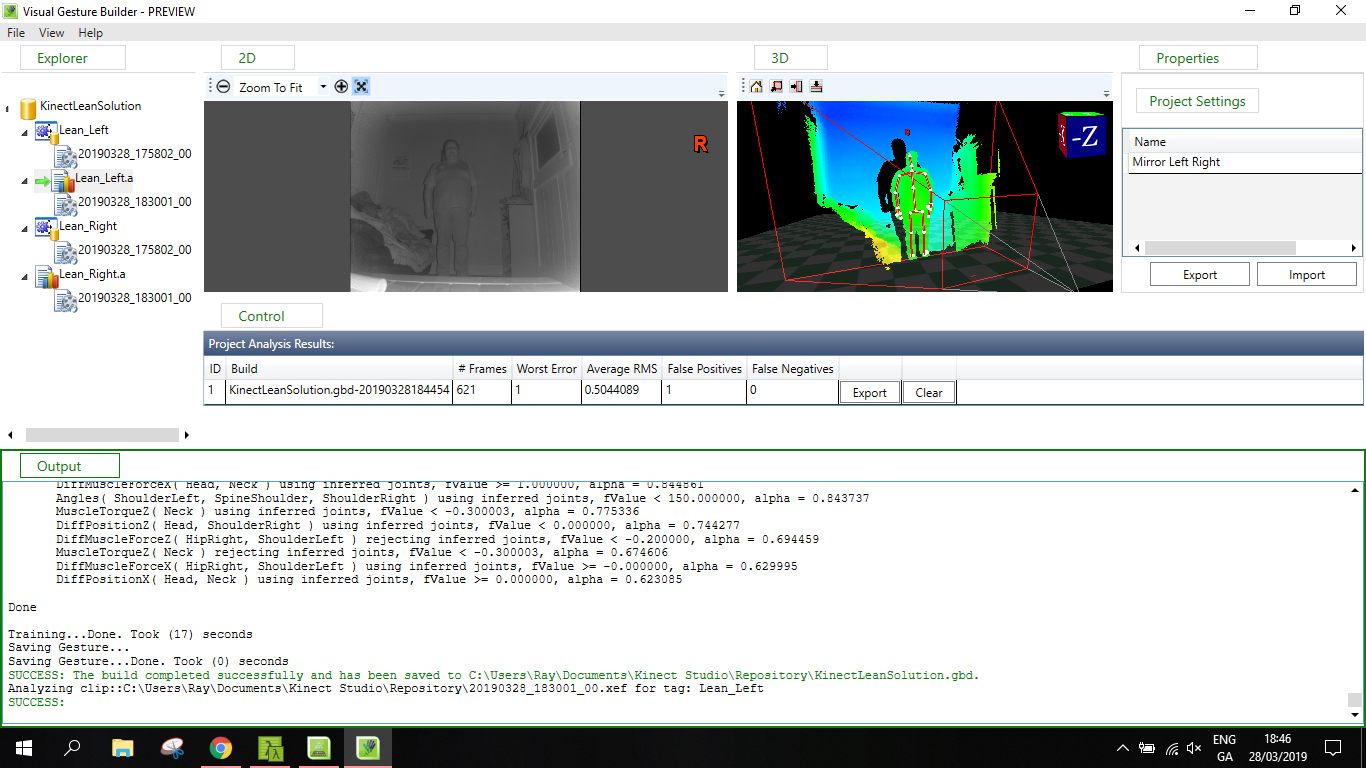 Visual Gesture Builder - PREVIEW
File View Help
Explorer
2D
3D
Properties
Zoom To Fit
Project Settings
KinectLeanSolution
Lean_Left
20190328_175802_00
Lean_Left.a
20190328_183001_00
Lean_Right
20190328_175802_00
Lean_Right.a
20190328_183001_00
R
-Z
Name
Mirror Left Right
Export Import
Control
Project Analysis Results:
ID Build # Frames Worst Error Average RMS False Positives False Negatives
1 KinectLeanSolution.gbd-20190328184454 621 1 0.5044089 1 0 Export Clear
Output
DiffMuscleForceX( Head, Neck ) using inferred joints, fValue >= 1.000000, alpha = 0.844861
Angles( ShoulderLeft, SpineShoulder, ShoulderRight ) using inferred joints, fValue < 150.000000, alpha = 0.843737
MuscleTorqueZ( Neck ) using inferred joints, fValue < -0.300003, alpha = 0.775336
DiffPositionZ( Head, ShoulderRight ) using inferred joints, fValue < 0.000000, alpha = 0.744277
DiffMuscleForceZ( HipRight, ShoulderLeft ) rejecting inferred joints, fValue < -0.200000, alpha = 0.694459
MuscleTorqueZ( Neck ) rejecting inferred joints, fValue < -0.300003, alpha = 0.674606
DiffMuscleForceX( HipRight, ShoulderLeft ) using inferred joints, fValue >= -0.000000, alpha = 0.629995
DiffPositionX( Head, Neck ) using inferred joints, fValue >= 0.000000, alpha = 0.623085
Done
Training...Done. Took (17) seconds
Saving Gesture...
Saving Gesture...Done. Took (0) seconds
SUCCESS: The build completed successfully and has been saved to C:\Users\Ray\Documents\Kinect Studio\Repository\KinectLeanSolution.gbd.
Analyzing clip::C:\Users\Ray\Documents\Kinect Studio\Repository\20190328_183001_00.xef for tag: Lean_Left
SUCCESS:
ENG
GA
18:46
28/03/2019